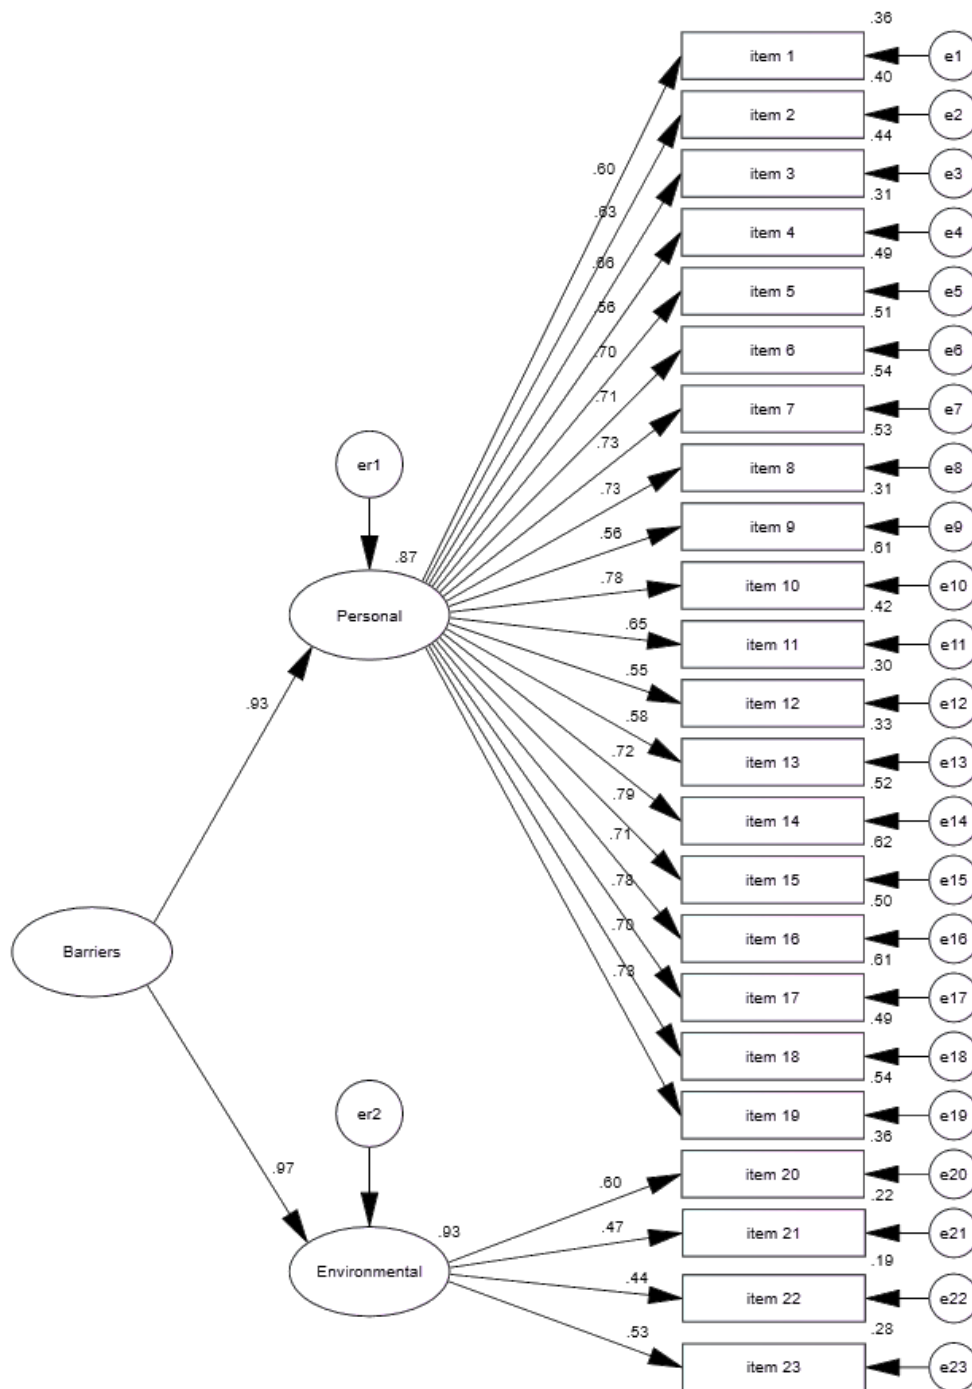 .36
item 1
e1
.40
item 2
e2
.44
.60
item 3
e3
.31
.63
item 4
e4
.49
.66
item 5
e5
.51
.56
item 6
e6
.54
.70
item 7
e7
.53
.71
item 8
e8
.31
.73
er1
item 9
e9
.61
.73
.56
.87
item 10
e10
.42
.78
Personal
item 11
e11
.30
.65
.55
item 12
e12
.33
.93
.58
item 13
e13
.52
.72
item 14
e14
.62
.79
.71
item 15
e15
.50
.78
item 16
e16
.61
.70
Barriers
item 17
e17
.49
.73
item 18
e18
.54
er2
item 19
e19
.36
.97
.60
item 20
e20
.22
.93
.47
item 21
e21
.19
Environmental
.44
item 22
e22
.28
.53
item 23
e23